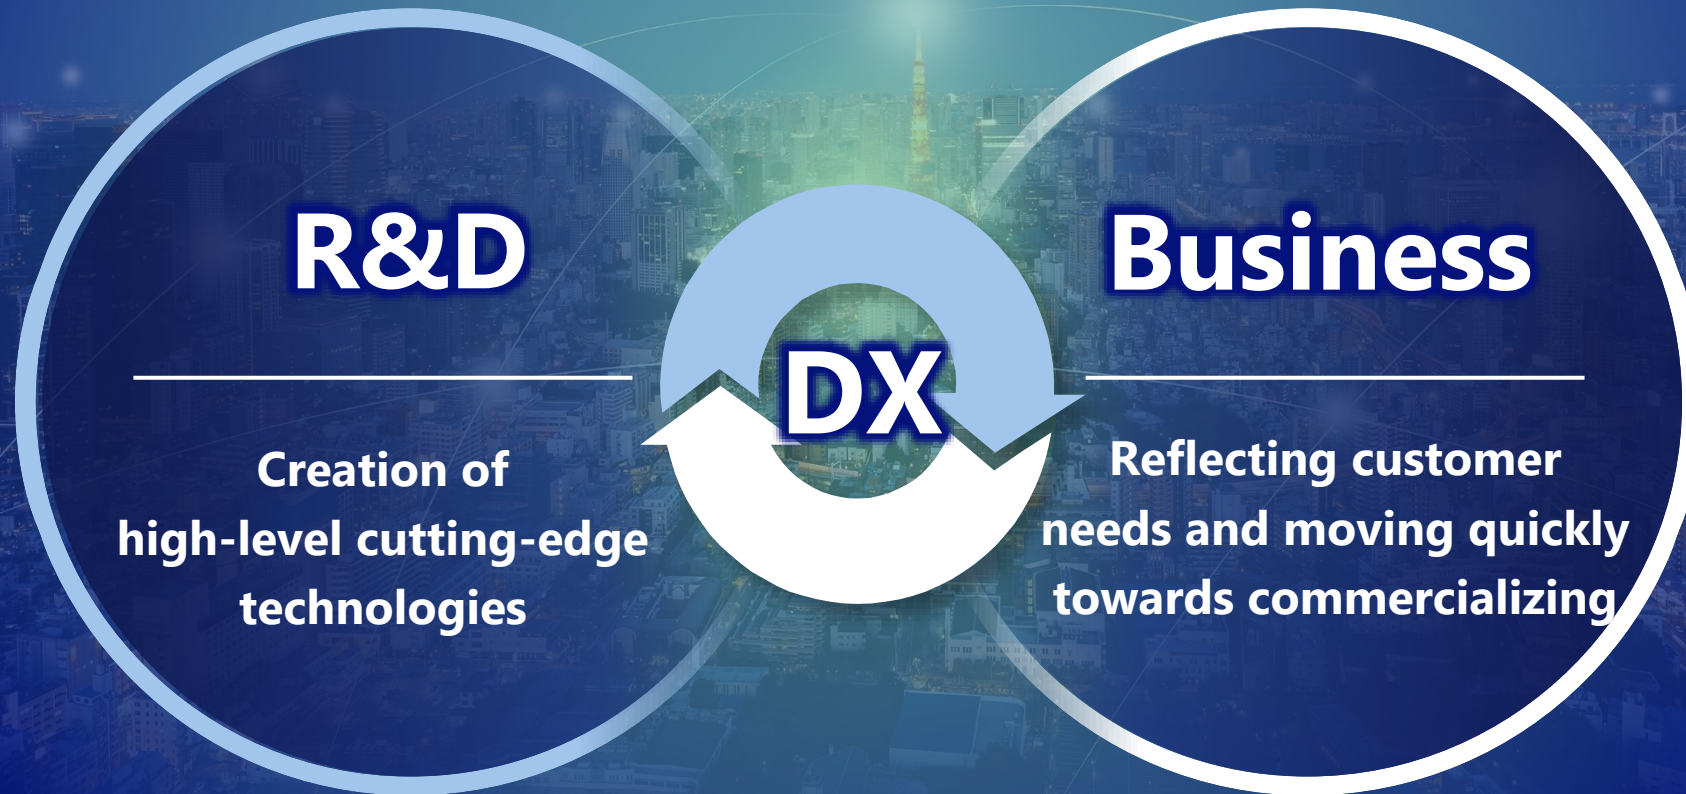 R&D
Creation of
high-level cutting-edge
technologies
DX
Business
Reflecting customer
needs and moving quickly
towards commercializing